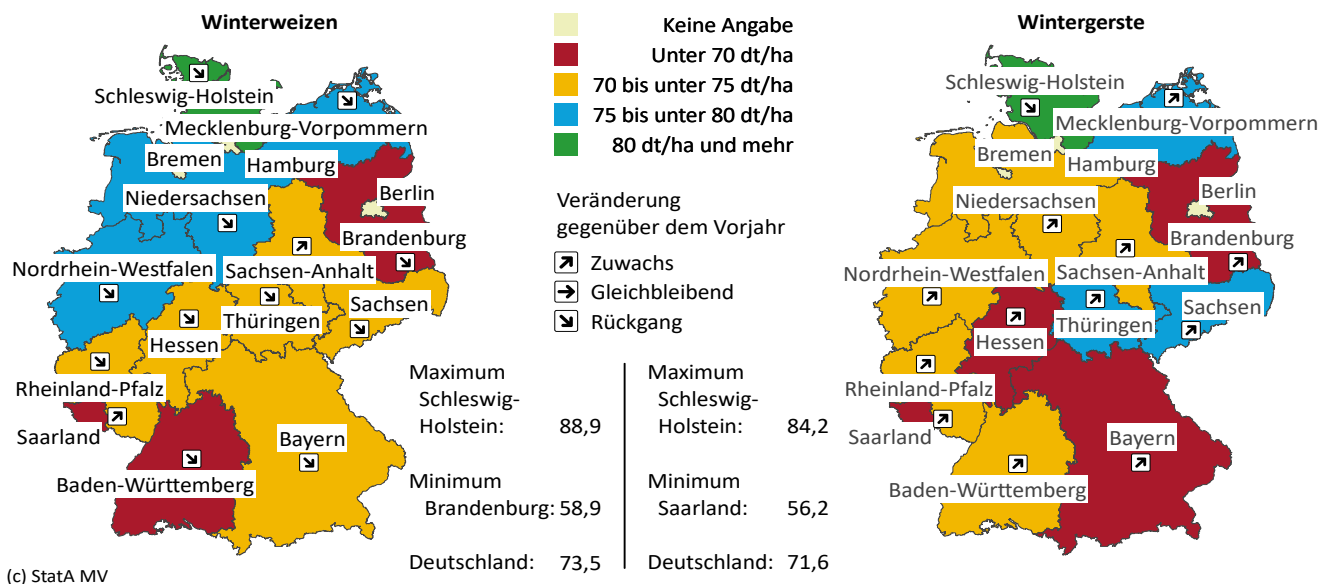 Winterweizen
Schleswig-Holstein
Mecklenburg-Vorpommern
Bremen
Hamburg
Niedersachsen
Berlin
Brandenburg
Nordrhein-Westfalen
Sachsen-Anhalt
Sachsen
Thüringen
Hessen
Rheinland-Pfalz
Saarland
Bayern
Baden-Württemberg
Keine Angabe
Unter 70 dt/ha
70 bis unter 75 dt/ha
75 bis unter 80 dt/ha
80 dt/ha und mehr
Veränderung
gegenüber dem Vorjahr
Zuwachs
Gleichbleibend
Rückgang
Maximum
Schleswig-
Holstein: 88,9
Minimum
Brandenburg: 58,9
Deutschland: 73,5
Maximum
Schleswig-
Holstein: 84,2
Minimum
Saarland: 56,2
Deutschland: 71,6
Wintergerste
Schleswig-Holstein
Mecklenburg-Vorpommern
Bremen
Hamburg
Berlin
Niedersachsen
Brandenburg
Nordrhein-Westfalen
Sachsen-Anhalt
Sachsen
Thüringen
Hessen
Rheinland-Pfalz
Saarland
Bayern
Baden-Württemberg
(c) StatA MV